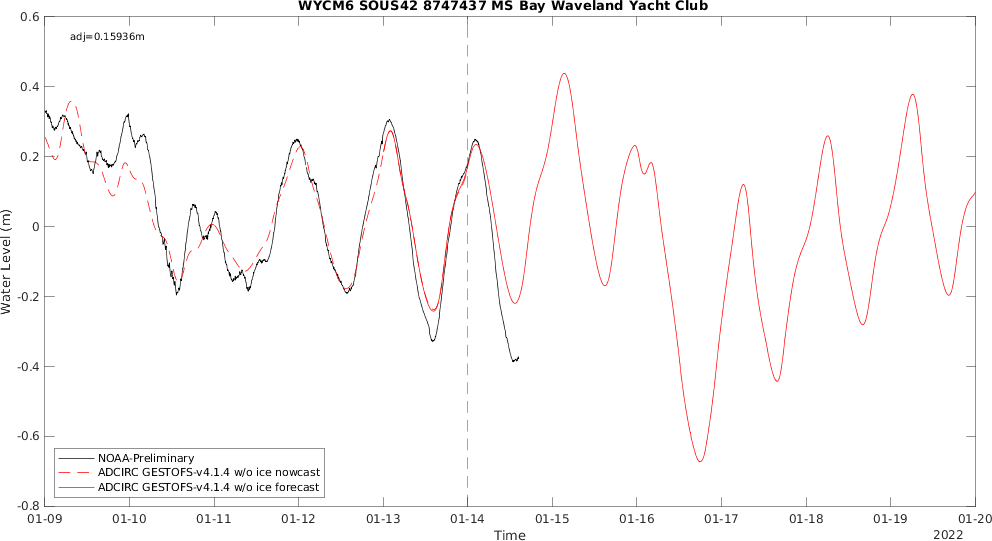 WYCM6 SOUS42 8747437 MS Bay Waveland Yacht Club
adj=0.15936m
0.6
0.4
0.2
0
-0.2
-0.4
-0.6
-0.8
Water Level (m)
NOAA-Preliminary
ADCIRC GESTOFS-v4.1.4 w/o ice nowcast
ADCIRC GESTOFS-v4.1.4 w/o ice forecast
01-09 01-10 01-11 01-12 01-13 01-14 01-15 01-16 01-17 01-18 01-19 01-20
Time
2022